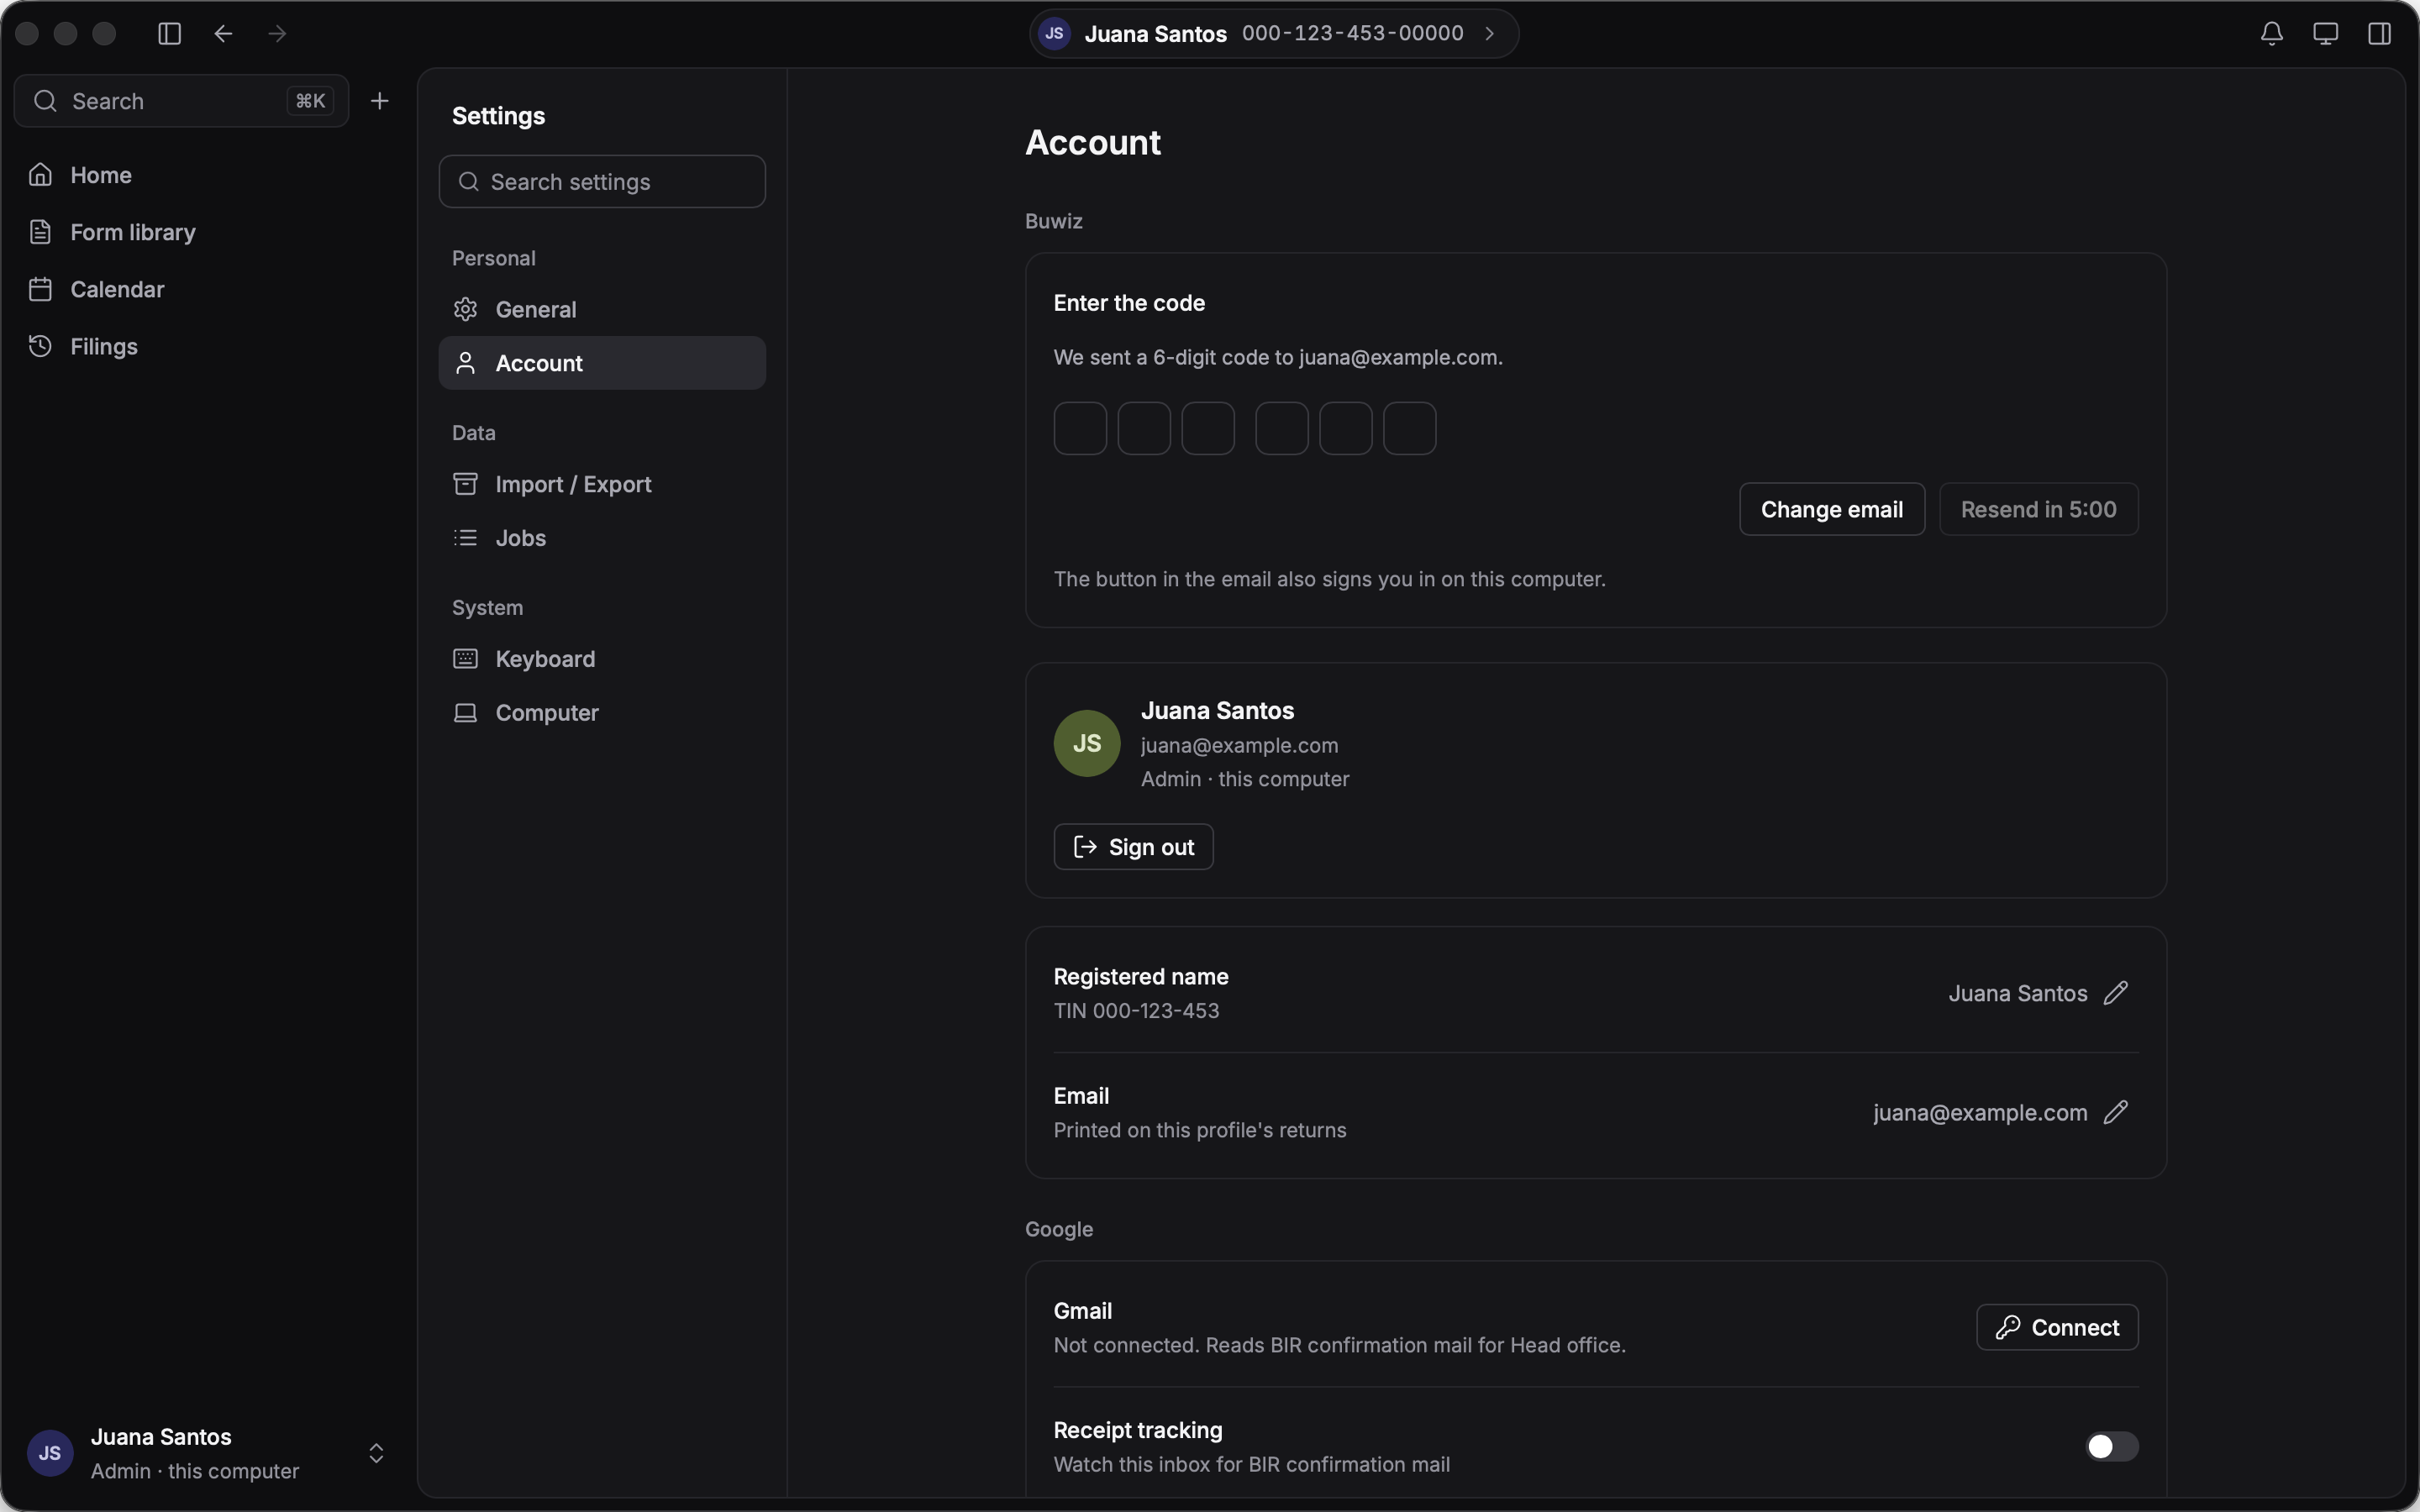 JS Juana Santos 000-123-453-00000
Search ⌘K
Home
Form library
Calendar
Filings
Juana Santos
JS
Admin · this computer
Settings
Search settings
Personal
General
Account
Data
Import / Export
Jobs
System
Keyboard
Computer
Account
Buwiz
Enter the code
We sent a 6-digit code to juana@example.com.
Change email Resend in 5:00
The button in the email also signs you in on this computer.
Juana Santos
JS juana@example.com
Admin · this computer
Sign out
Registered name
TIN 000-123-453
Juana Santos
Email
Printed on this profile's returns
juana@example.com
Google
Gmail
Not connected. Reads BIR confirmation mail for Head office.
Connect
Receipt tracking
Watch this inbox for BIR confirmation mail